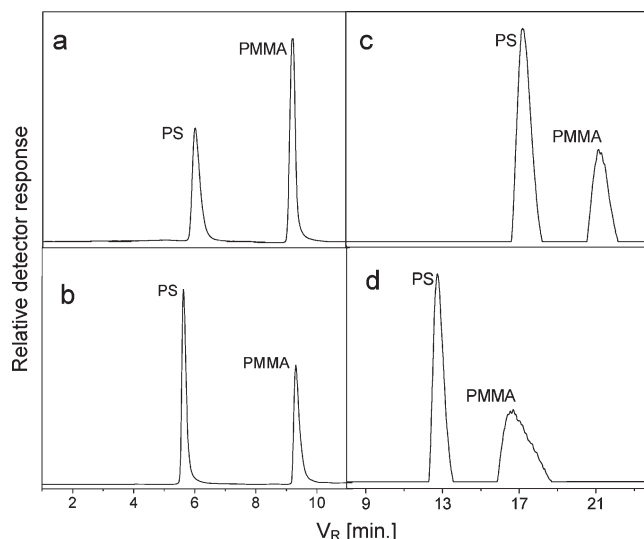 a
PS
PMMA
c
PS
PMMA
b
PS
PMMA
d
PS
PMMA
Relative detector response
2 6 8 10 9 13 17 21
V_R [min.]